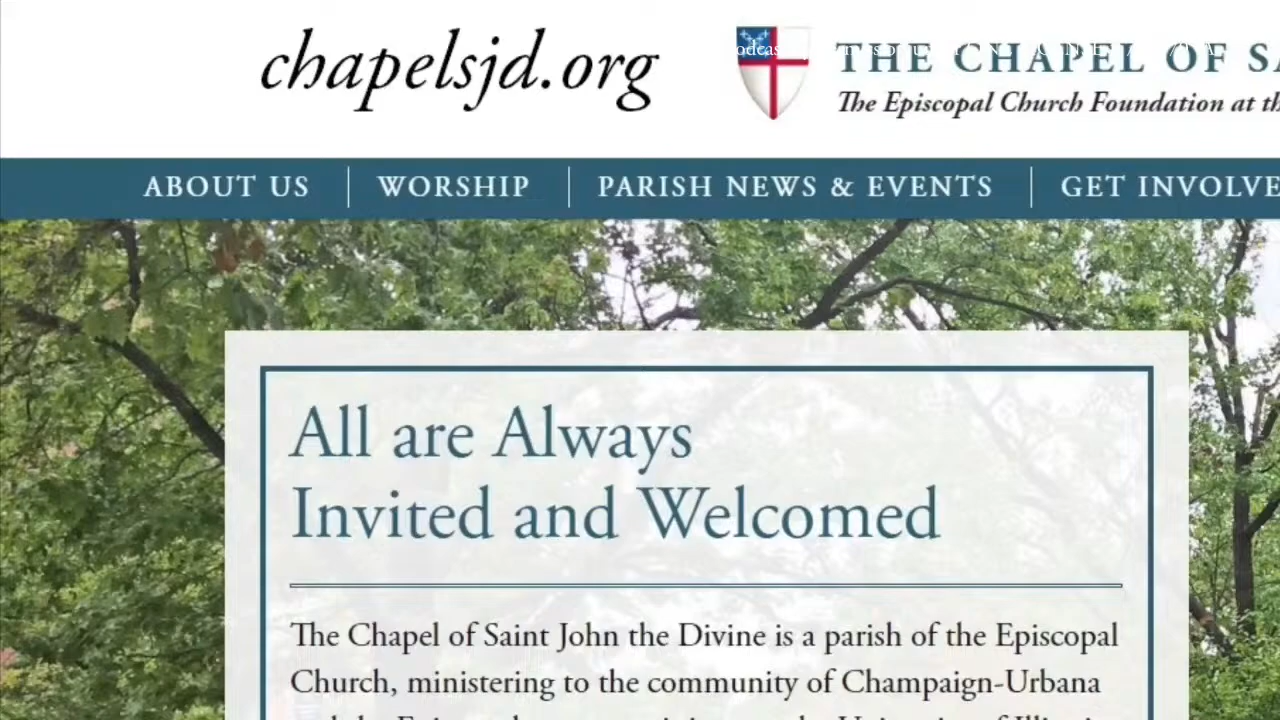 chapelsjd.org
THE CHAPEL OF
The Episcopal Church Foundation at
ABOUT US
WORSHIP
PARISH NEWS & EVENTS
GET
All are Always
Invited and Welcomed
The Chapel of Saint John the Divine is a parish of the Episcopal
Church, ministering to the community of Champaign-Urbana